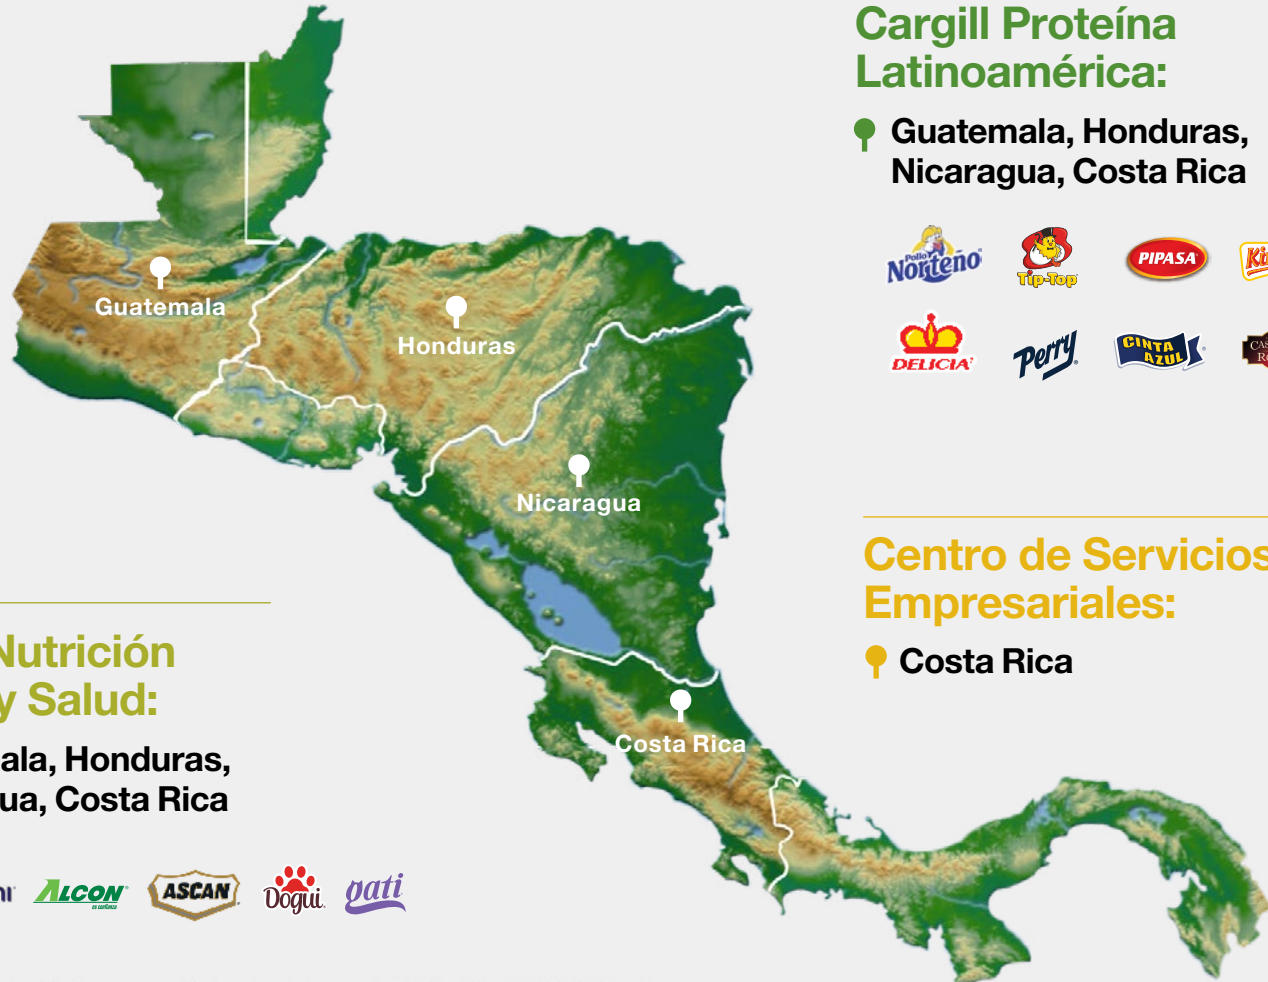 Cargill Proteína
Latinoamérica:
Guatemala, Honduras,
Nicaragua, Costa Rica
Pollo
Norteño
Tip-Top
PIPASA
DELICIA
Perry
CINTA
AZUL
Guatemala
Honduras
Nicaragua
Costa Rica
Centro de Servicios
Empresariales:
Costa Rica
Nutrición
y Salud:
ala, Honduras,
ua, Costa Rica
ALCON
ASCAN
Dogui
gati